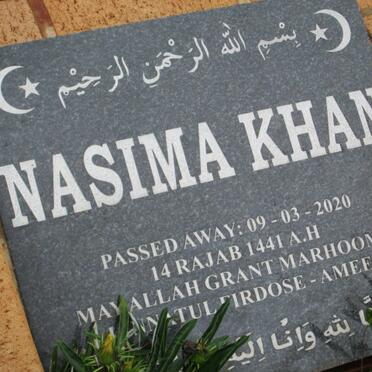 بِسْمِ اللهِ الرَّحْمَنِ الرَّحِيْمِ
NASIMA KHAN
PASSED AWAY: 09 - 03 - 2020
14 RAJAB 1441 A.H
MAY ALLAH GRANT MARHOOM
FIRDOSE - AMEE
لِلّٰهِ وَاِنَّا اِلَيْ